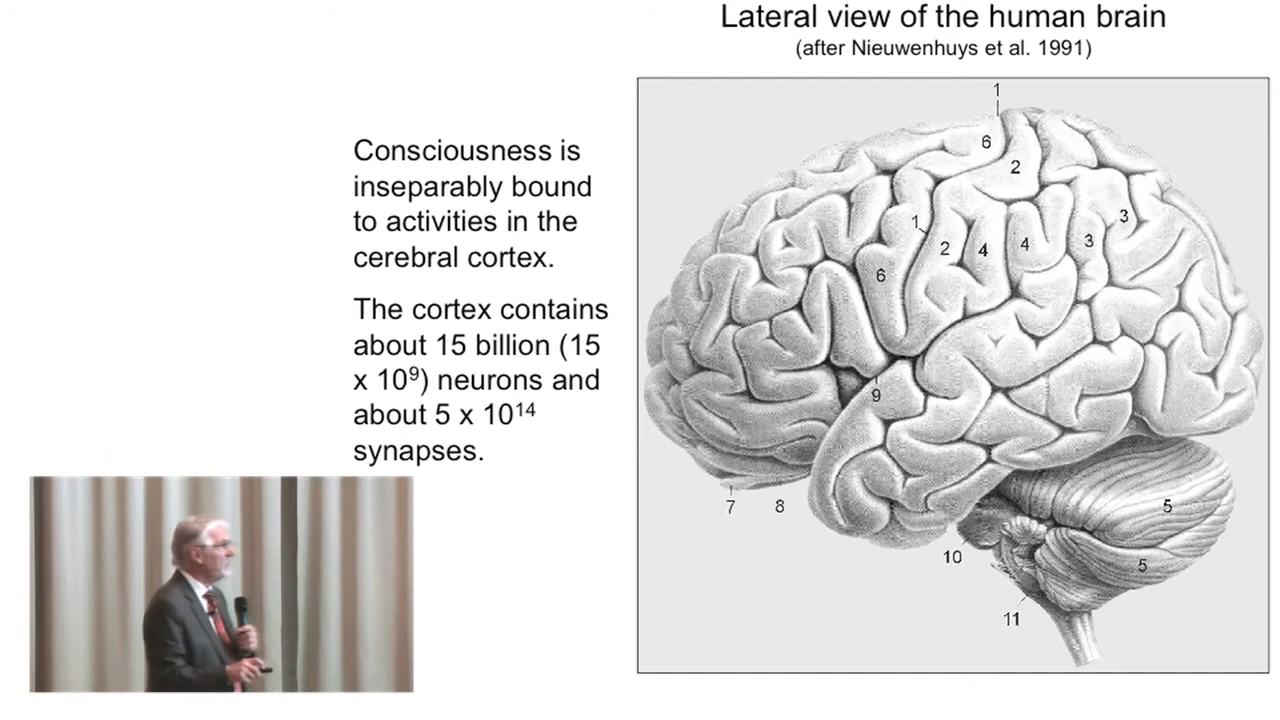 Lateral view of the human brain
(after Nieuwenhuys et al. 1991)
Consciousness is
inseparably bound
to activities in the
cerebral cortex.
The cortex contains
about 15 billion (15
x 10⁹) neurons and
about 5 x 10¹⁴
synapses.
1
6
2
3
1
2
4
4
3
6
9
7
8
5
10
5
11